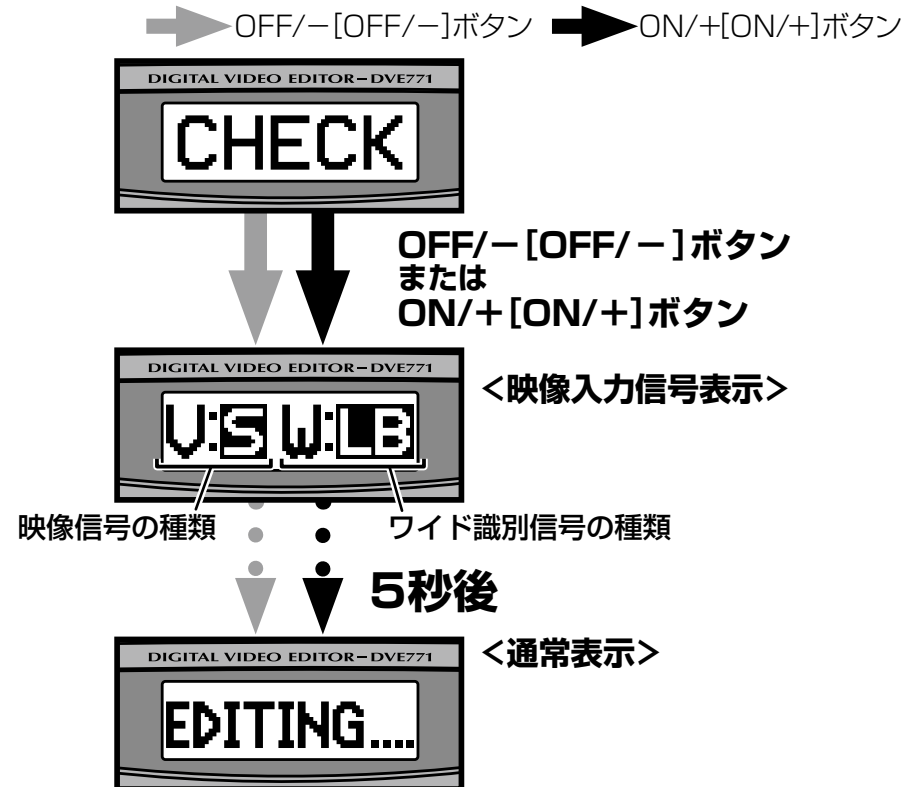 OFF/−[OFF/−]ボタン ON/+[ON/+]ボタン
DIGITAL VIDEO EDITOR−DVE771
CHECK
OFF/−[OFF/−]ボタン
または
ON/+[ON/+]ボタン
DIGITAL VIDEO EDITOR−DVE771
<映像入力信号表示>
V:S W:LB
映像信号の種類 ワイド識別信号の種類
5秒後
DIGITAL VIDEO EDITOR−DVE771
<通常表示>
EDITING....